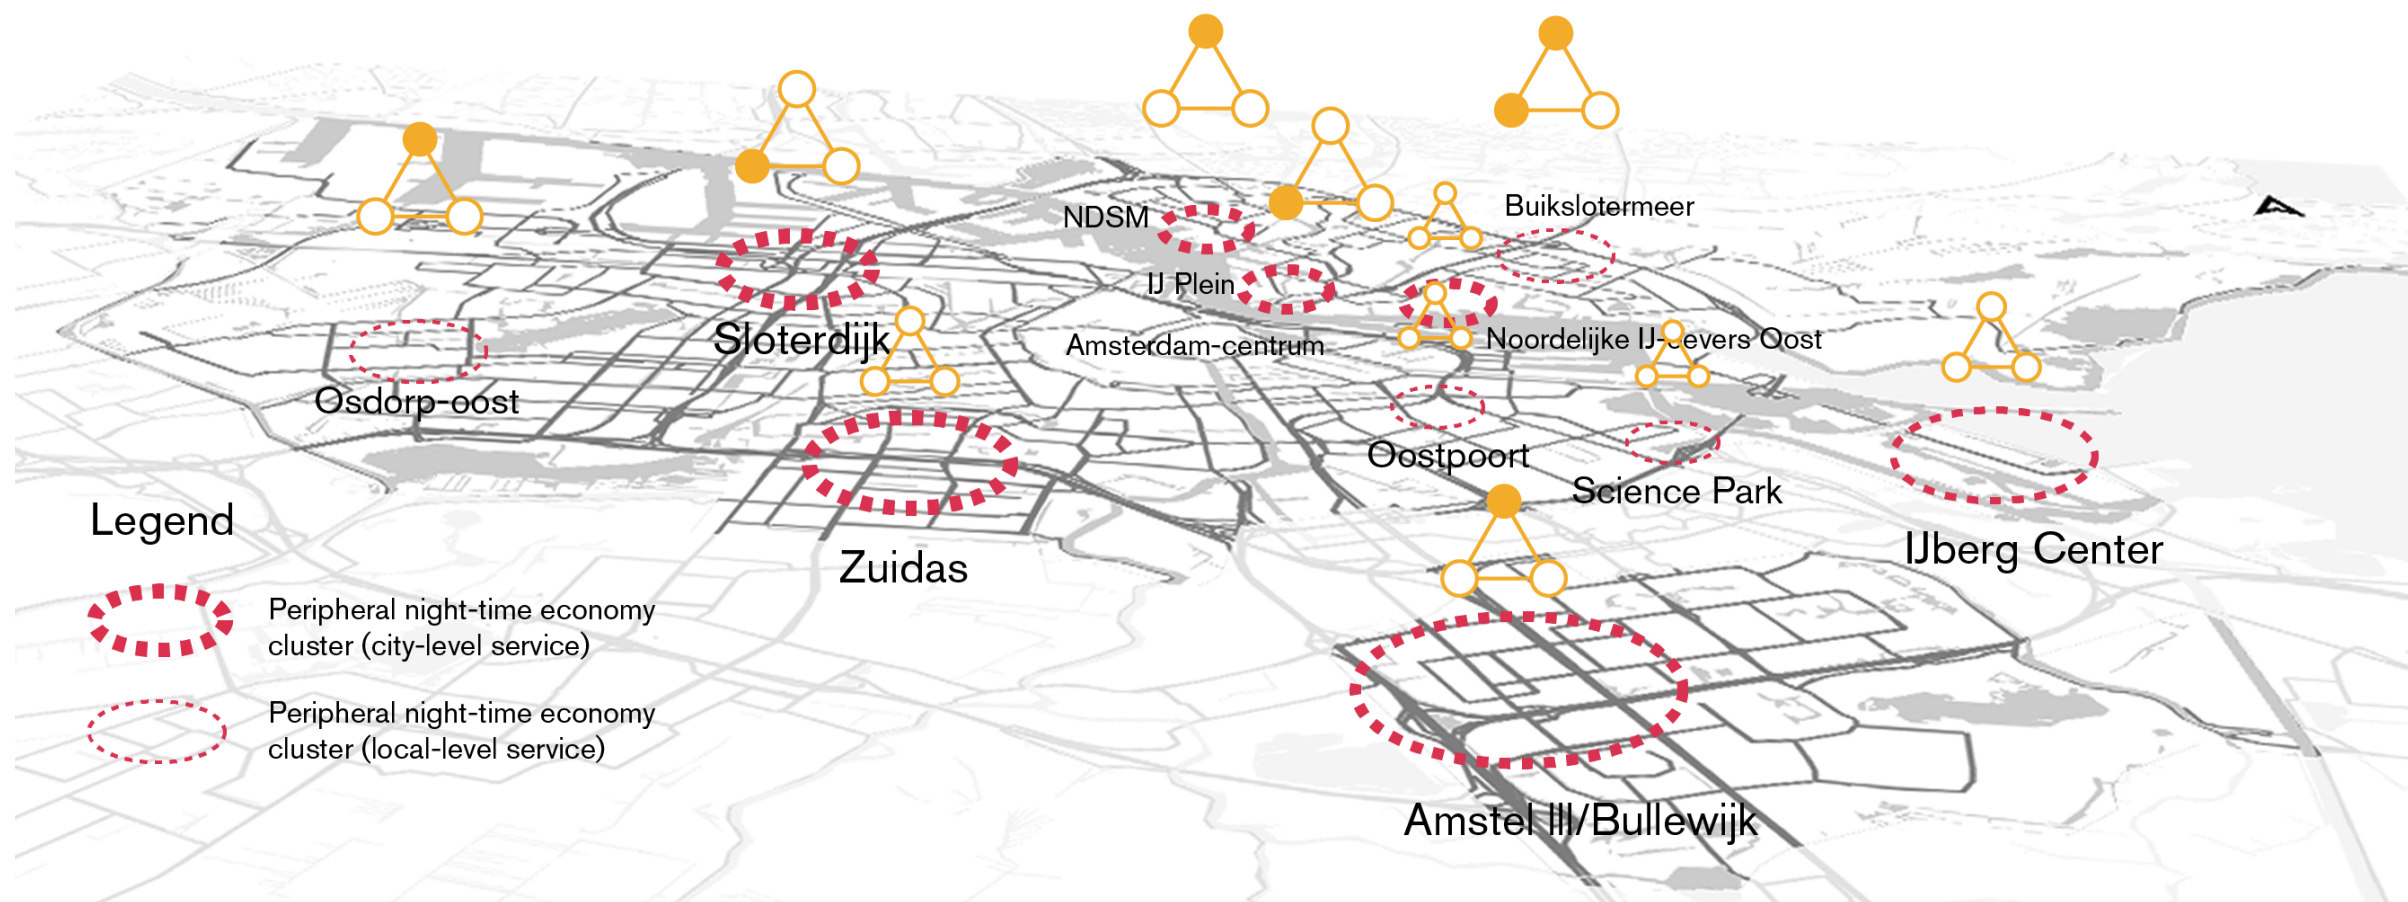 NDSM
Buikslotermeer
IJ Plein
Sloterdijk
Amsterdam-centrum
Noordelijke IJ-oevers Oost
Osdorp-oost
Oostpoort
Science Park
Legend
Zuidas
IJberg Center
Peripheral night-time economy
cluster (city-level service)
Peripheral night-time economy
cluster (local-level service)
Amstel III/Bullewijk